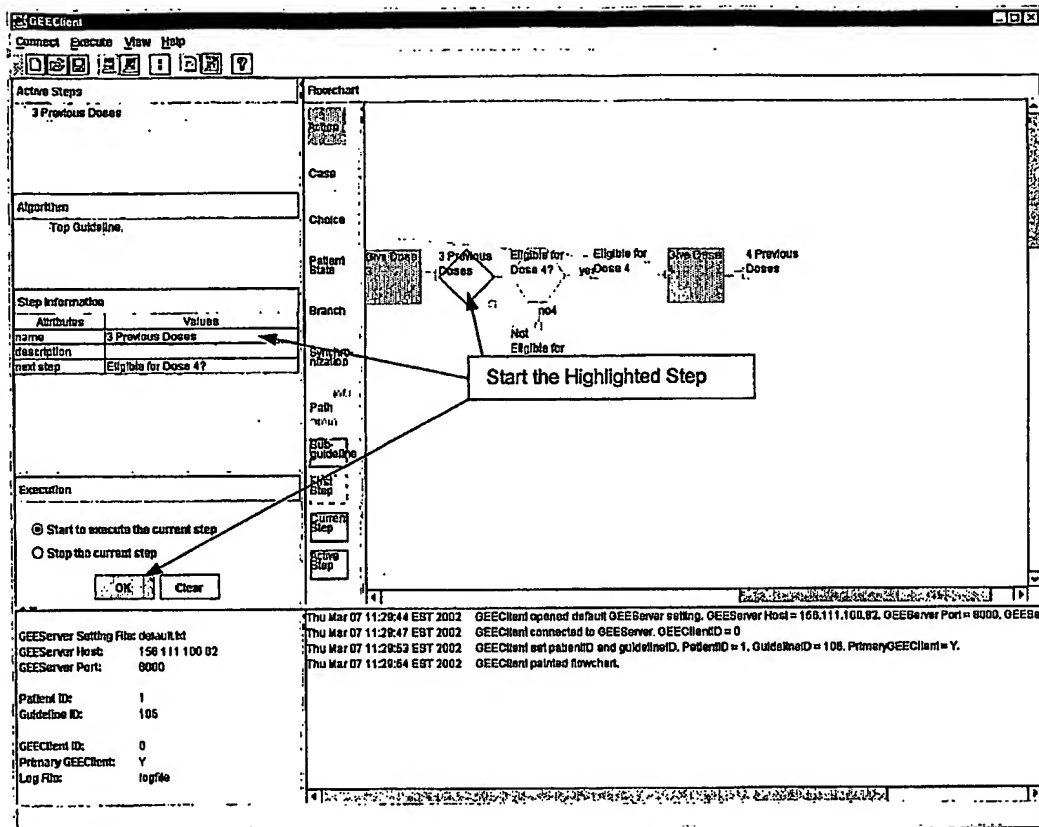 GEEClient
Connect Execute View Help
Active Steps
3 Previous Doses
Algorithm
Top Guideline,
Step Information
Attributes Values
name 3 Previous Doses
description
next step Eligible for Dose 4?
Execution
Start to execute the current step
Stop the current step
OK Clear
Flowchart
Action
Case
Choice
Patient
State
Branch
Synchro-
nization
Path
Sub-
guideline
First
Step
Current
Step
Active
Step
Give Dose
3
3 Previous
Doses
Eligible for
Dose 4?
yes
Eligible for
Dose 4
Give Dose
4 Previous
Doses
no4
Not
Eligible for
Start the Highlighted Step
GEEServer Setting File: default.txt
GEEServer Host: 156 111 100 82
GEEServer Port: 8000
Patient ID: 1
Guideline ID: 105
GEEClient ID: 0
Primary GEEClient: Y
Log File: logfile
Thu Mar 07 11:29:44 EST 2002 GEEClient opened default GEEServer setting. GEEServer Host = 156.111.100.82. GEEServer Port = 8000, GEESe
Thu Mar 07 11:29:47 EST 2002 GEEClient connected to GEEServer. GEEClientID = 0
Thu Mar 07 11:29:53 EST 2002 GEEClient set patientID and guidelineID. PatientID = 1, GuidelineID = 106. PrimaryGEEClient = Y.
Thu Mar 07 11:29:54 EST 2002 GEEClient painted flowchart.